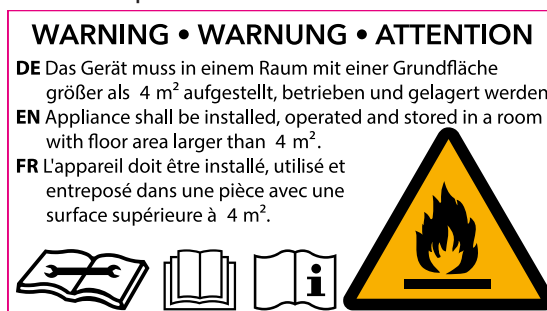 WARNING • WARNUNG • ATTENTION
DE Das Gerät muss in einem Raum mit einer Grundfläche
größer als 4 m² aufgestellt, betrieben und gelagert werden
EN Appliance shall be installed, operated and stored in a room
with floor area larger than 4 m².
FR L'appareil doit être installé, utilisé et
entreposé dans une pièce avec une
surface supérieure à 4 m².
i